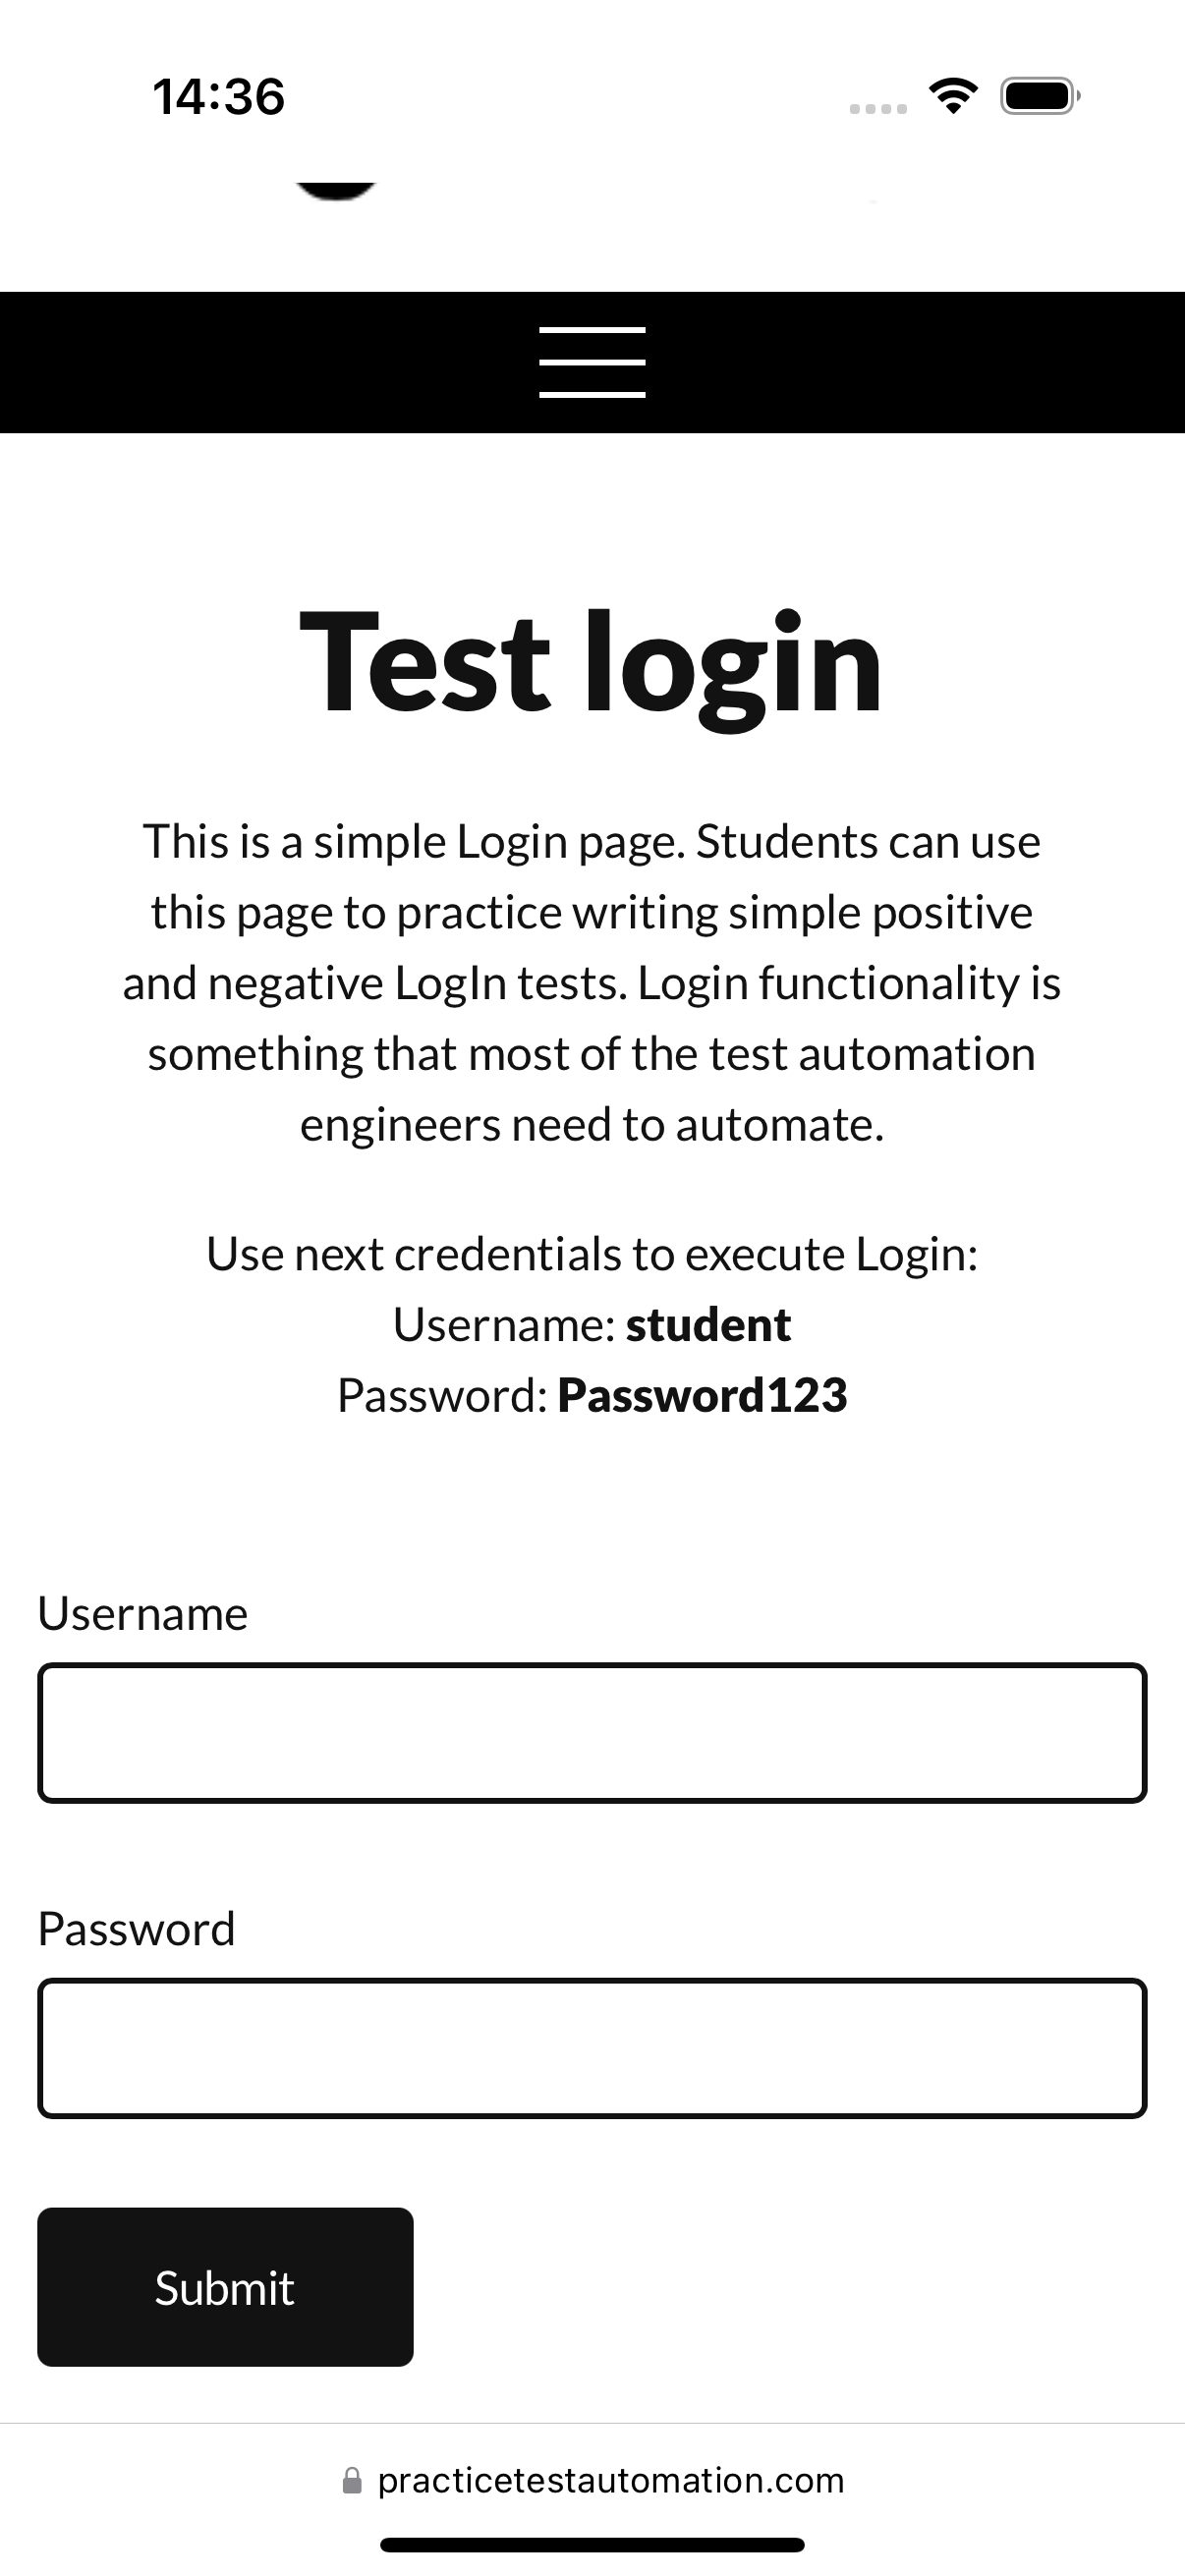 14:36
Test login
This is a simple Login page. Students can use
this page to practice writing simple positive
and negative LogIn tests. Login functionality is
something that most of the test automation
engineers need to automate.
Use next credentials to execute Login:
Username: student
Password: Password123
Username
Password
Submit
practicetestautomation.com